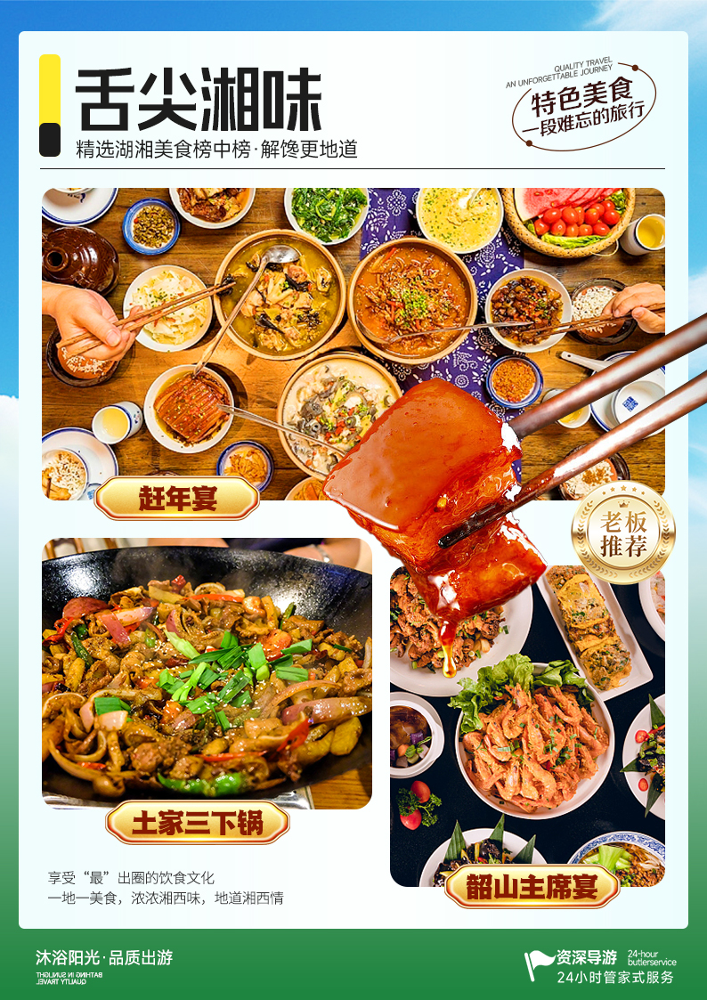 舌尖湘味
精选湖湘美食榜中榜·解馋更地道
QUALITY TRAVEL
AN UNFORGETTABLE JOURNEY
特色美食
一段难忘的旅行
赶年宴
老板
推荐
土家三下锅
韶山主席宴
享受“最”出圈的饮食文化
一地一美食，浓浓湘西味，地道湘西情
沐浴阳光·品质出游
BATHING IN SUNLIGHT
QUALITY TRAVEL
资深导游
24-hour
butlerservice
24小时管家式服务